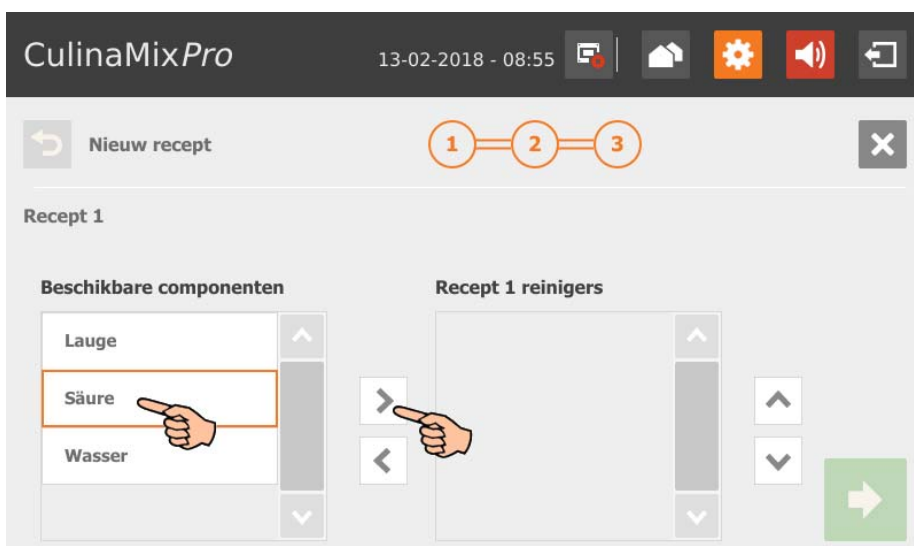 CulinaMixPro 13-02-2018 - 08:55
Nieuw recept 1 2 3
Recept 1
Beschikbare componenten Recept 1 reinigers
Lauge
Säure
Wasser